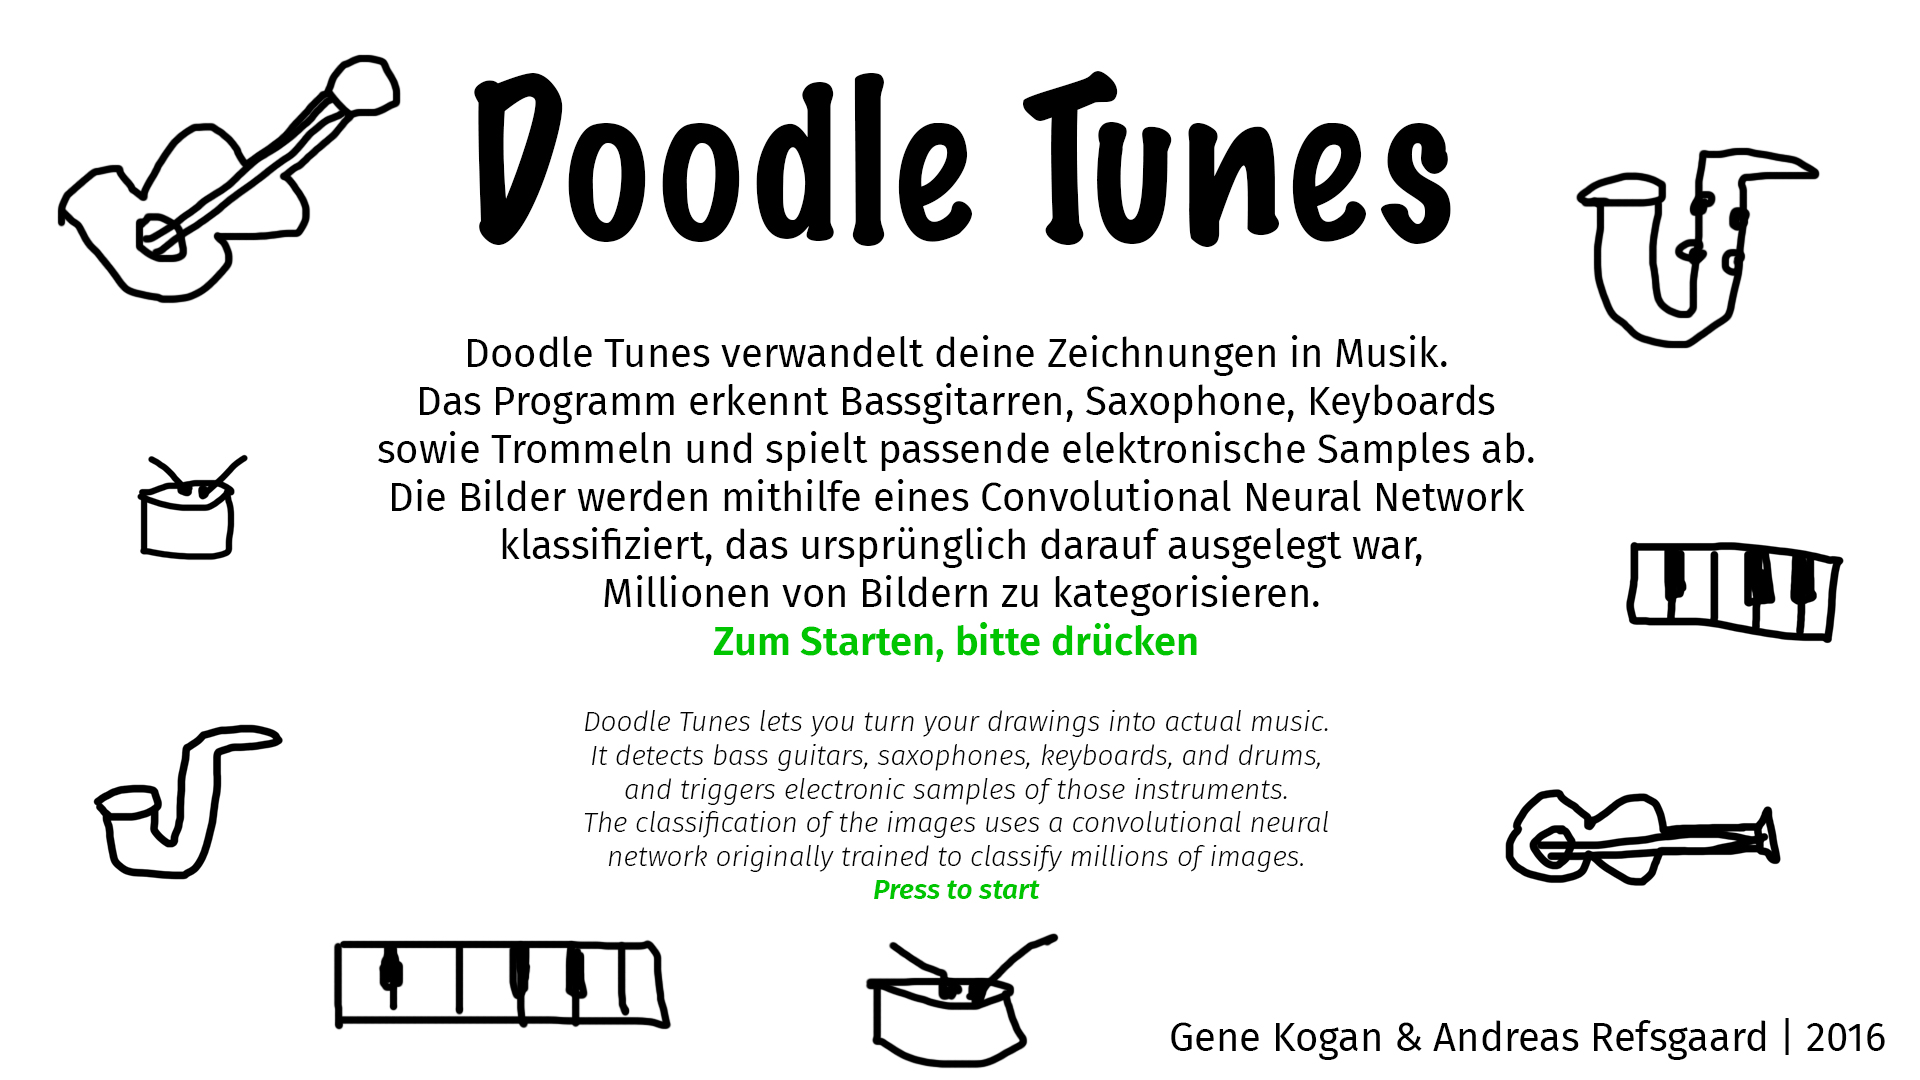 Doodle Tunes
Doodle Tunes verwandelt deine Zeichnungen in Musik.
Das Programm erkennt Bassgitarren, Saxophone, Keyboards
sowie Trommeln und spielt passende elektronische Samples ab.
Die Bilder werden mithilfe eines Convolutional Neural Network
klassifiziert, das ursprünglich darauf ausgelegt war,
Millionen von Bildern zu kategorisieren.
Zum Starten, bitte drücken
Doodle Tunes lets you turn your drawings into actual music.
It detects bass guitars, saxophones, keyboards, and drums,
and triggers electronic samples of those instruments.
The classification of the images uses a convolutional neural
network originally trained to classify millions of images.
Press to start
Gene Kogan & Andreas Refsgaard | 2016